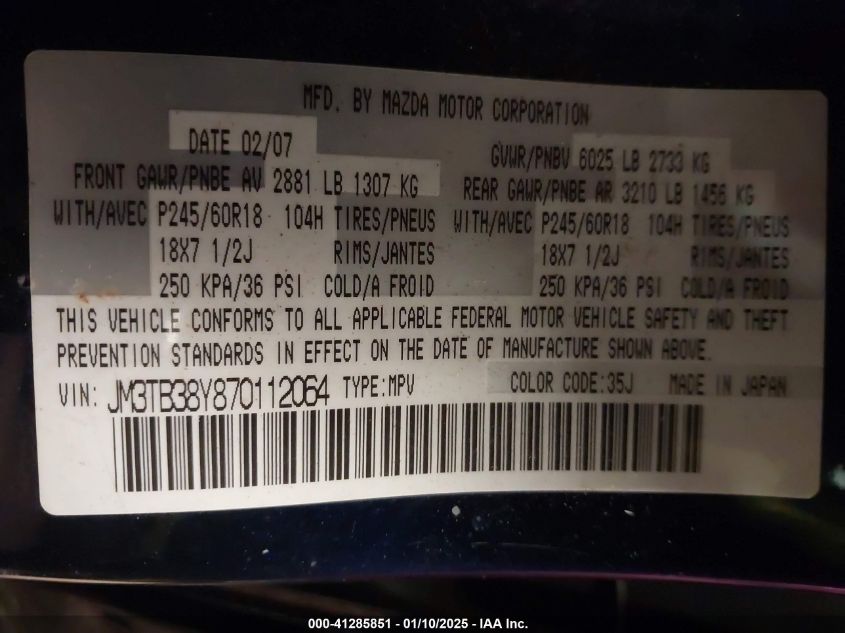 MFD. BY MAZDA MOTOR CORPORATION
DATE 02/07 GVWR/PNBV 6025 LB 2733 KG
FRONT GAWR/PNBE AV 2881 LB 1307 KG REAR GAWR/PNBE AR 3210 LB 1456 KG
WITH/AVEC P245/60R18 104H TIRES/PNEUS WITH/AVEC P245/60R18 104H TIRES/PNEUS
18X7 1/2J RIMS/JANTES 18X7 1/2J RIMS/JANTES
250 KPA/36 PSI COLD/A FROID 250 KPA/36 PSI COLD/A FROID
THIS VEHICLE CONFORMS TO ALL APPLICABLE FEDERAL MOTOR VEHICLE SAFETY AND THEFT
PREVENTION STANDARDS IN EFFECT ON THE DATE OF MANUFACTURE SHOWN ABOVE.
VIN: JM3TB38Y870112064 TYPE:MPV COLOR CODE:35J MADE IN JAPAN
000-41285851 - 01/10/2025 - IAA Inc.